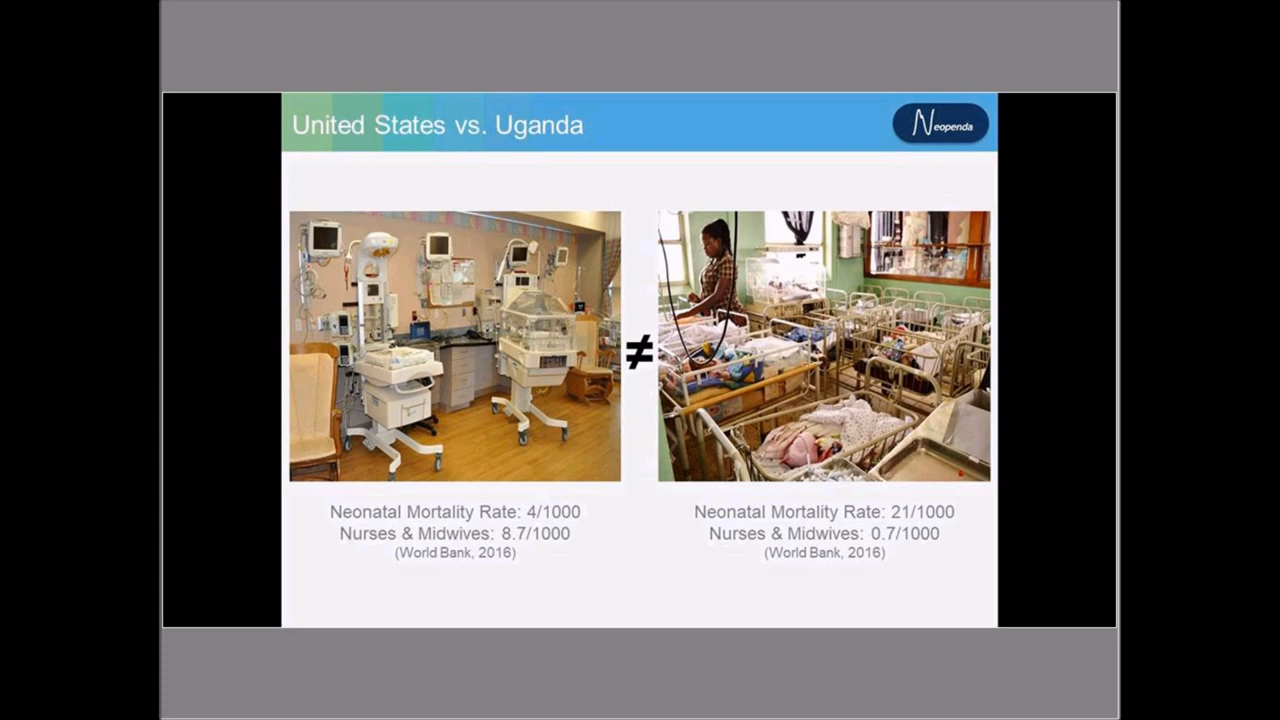 United States vs. Uganda
Neopenda
≠
Neonatal Mortality Rate: 4/1000
Nurses & Midwives: 8.7/1000
(World Bank, 2016)
Neonatal Mortality Rate: 21/1000
Nurses & Midwives: 0.7/1000
(World Bank, 2016)